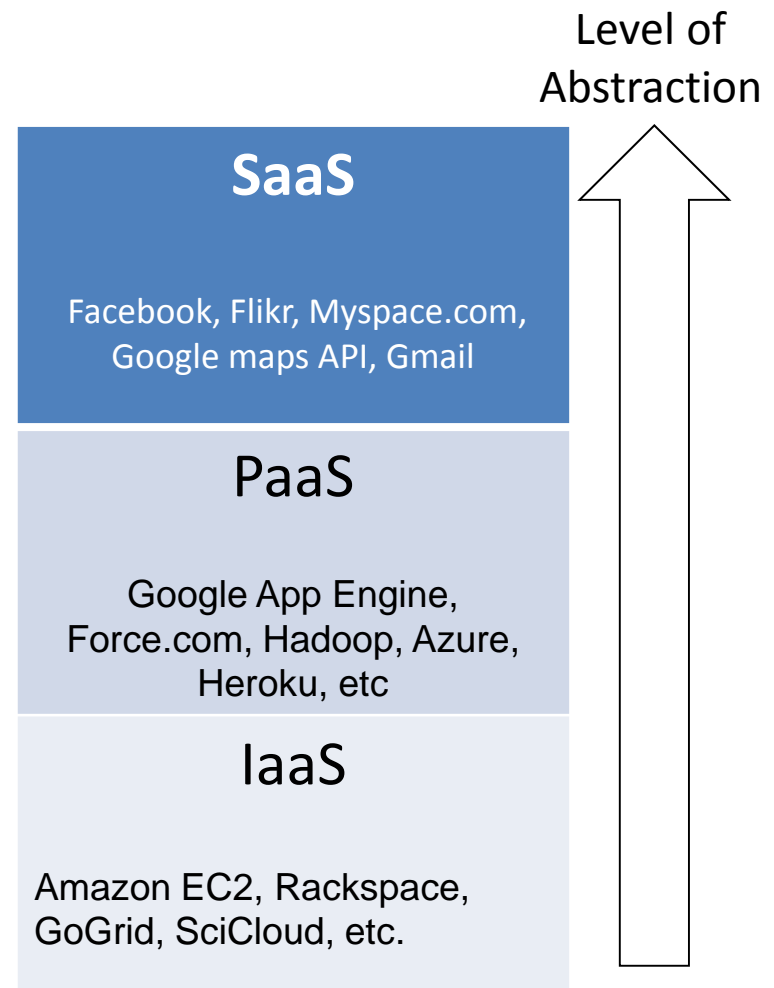 Level of
Abstraction
SaaS
Facebook, Flikr, Myspace.com,
Google maps API, Gmail
PaaS
Google App Engine,
Force.com, Hadoop, Azure,
Heroku, etc
IaaS
Amazon EC2, Rackspace,
GoGrid, SciCloud, etc.